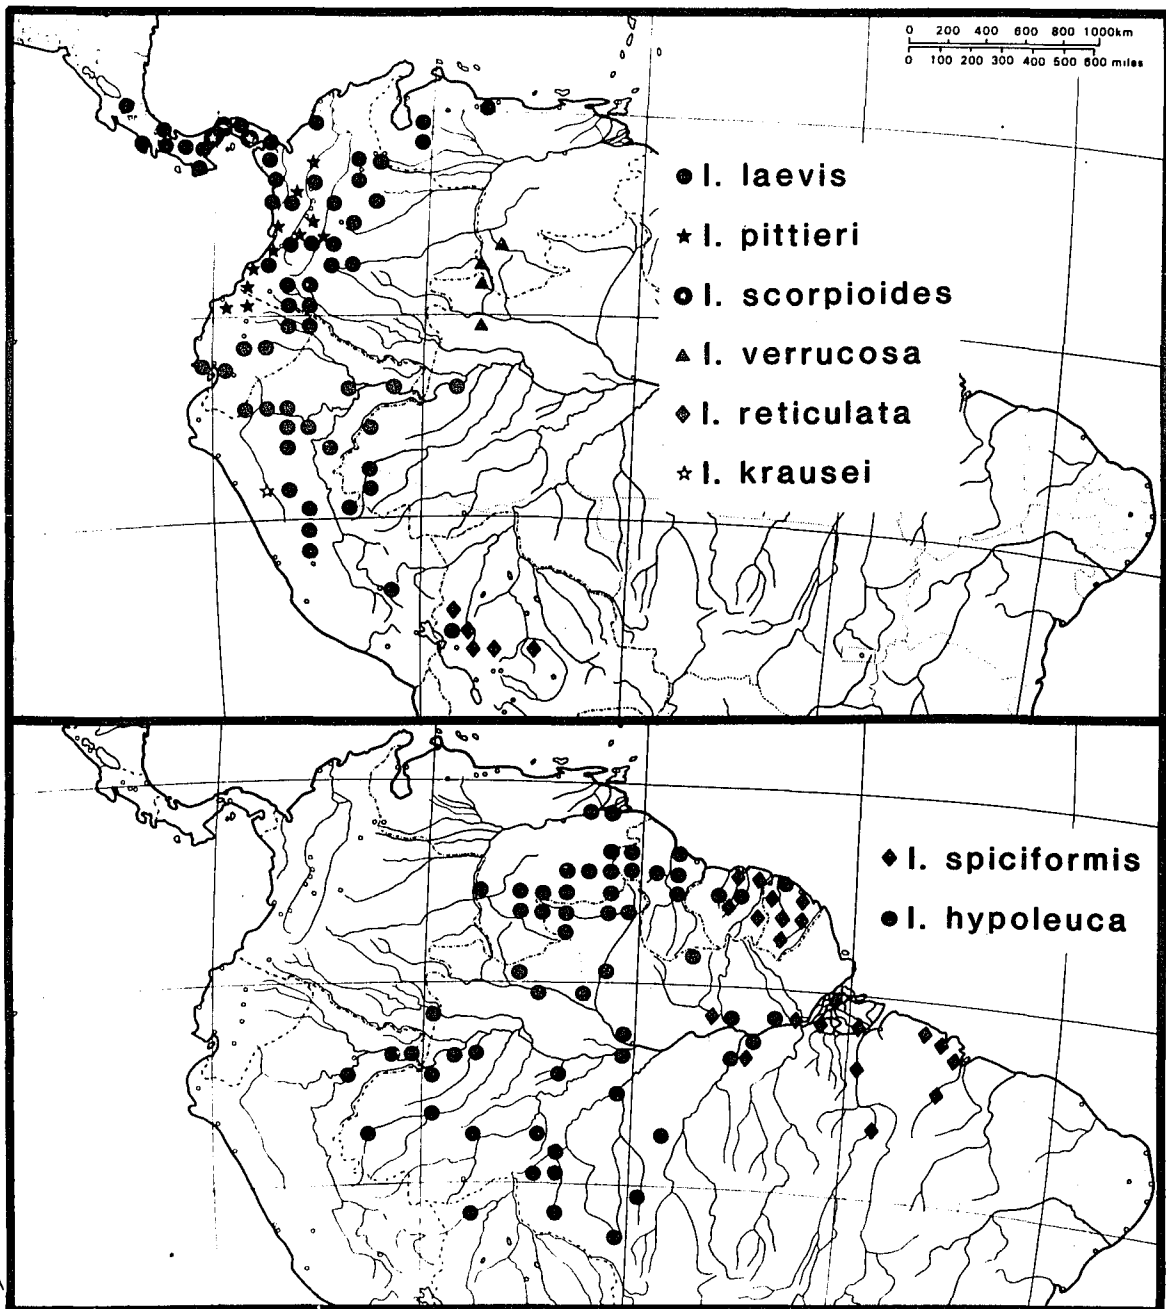 0 200 400 600 800 1000km
0 100 200 300 400 500 600 miles
I. laevis
I. pittieri
I. scorpioides
I. verrucosa
I. reticulata
I. krausei
I. spiciformis
I. hypoleuca